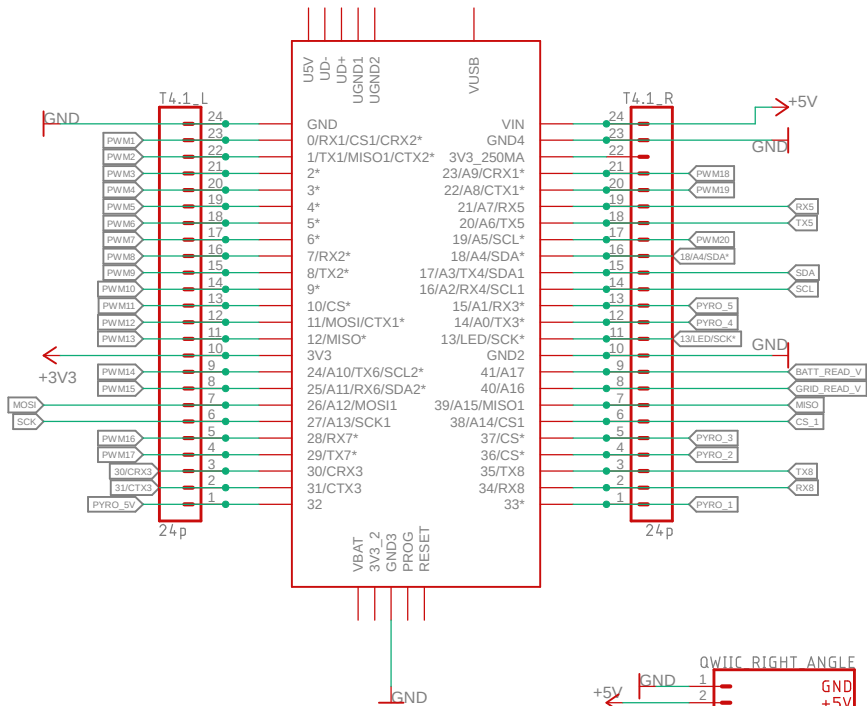 U5V UD- UD+ UGND1 UGND2 VUSB
T4.1_L T4.1_R
GND 24 GND VIN 24 +5V
PWM1 23 0/RX1/CS1/CRX2* GND4 23 GND
PWM2 22 1/TX1/MISO1/CTX2* 3V3_250MA 22
PWM3 21 2* 23/A9/CRX1* 21 PWM18
PWM4 20 3* 22/A8/CTX1* 20 PWM19
PWM5 19 4* 21/A7/RX5 19 RX5
PWM6 18 5* 20/A6/TX5 18 TX5
PWM7 17 6* 19/A5/SCL* 17 PWM20
PWM8 16 7/RX2* 18/A4/SDA* 16 18/A4/SDA*
PWM9 15 8/TX2* 17/A3/TX4/SDA1 15 SDA
PWM10 14 9* 16/A2/RX4/SCL1 14 SCL
PWM11 13 10/CS* 15/A1/RX3* 13 PYRO_5
PWM12 12 11/MOSI/CTX1* 14/A0/TX3* 12 PYRO_4
PWM13 11 12/MISO* 13/LED/SCK* 11 13/LED/SCK*
+3V3 10 3V3 GND2 10 GND
PWM14 9 24/A10/TX6/SCL2* 41/A17 9 BATT_READ_V
PWM15 8 25/A11/RX6/SDA2* 40/A16 8 GRID_READ_V
MOSI 7 26/A12/MOSI1 39/A15/MISO1 7 MISO
SCK 6 27/A13/SCK1 38/A14/CS1 6 CS_1
PWM16 5 28/RX7* 37/CS* 5 PYRO_3
PWM17 4 29/TX7* 36/CS* 4 PYRO_2
30/CRX3 3 30/CRX3 35/TX8 3 TX8
31/CTX3 2 31/CTX3 34/RX8 2 RX8
PYRO_5V 1 32 33* 1 PYRO_1
24p 24p
VBAT 3V3_2 GND3 PROG RESET
GND
QWIIC_RIGHT_ANGLE
GND 1 GND
+5V 2 +5V